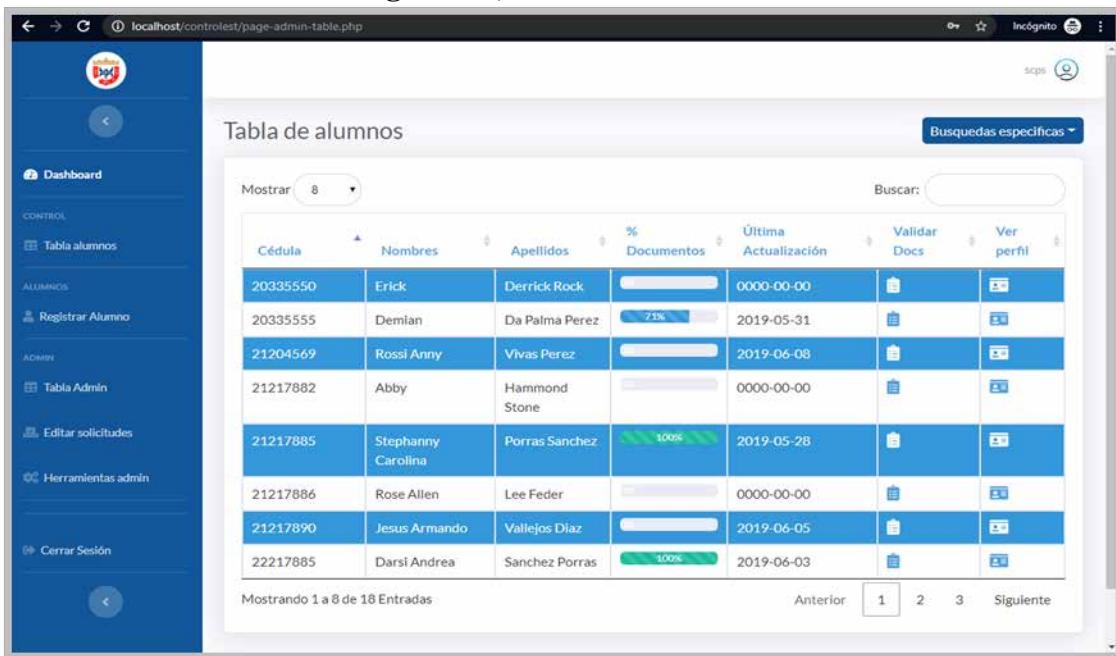 localhost/controlest/page-admin-table.php
Incógnito
scps
Tabla de alumnos
Busquedas especificas
Dashboard
CONTROL
Tabla alumnos
ALUMNOS
Registrar Alumno
ADMIN
Tabla Admin
Editar solicitudes
Herramientas admin
Cerrar Sesión
Mostrar 8
Buscar:
Cédula Nombres Apellidos % Documentos Última Actualización Validar Docs Ver perfil
20335550 Erick Derrick Rock 0000-00-00
20335555 Demian Da Palma Perez 71% 2019-05-31
21204569 Rossi Anny Vivas Perez 2019-06-08
21217882 Abby Hammond Stone 0000-00-00
21217885 Stephanny Carolina Porras Sanchez 100% 2019-05-28
21217886 Rose Allen Lee Feder 0000-00-00
21217890 Jesus Armando Vallejos Diaz 2019-06-05
22217885 Darsi Andrea Sanchez Porras 100% 2019-06-03
Mostrando 1 a 8 de 18 Entradas
Anterior 1 2 3 Siguiente